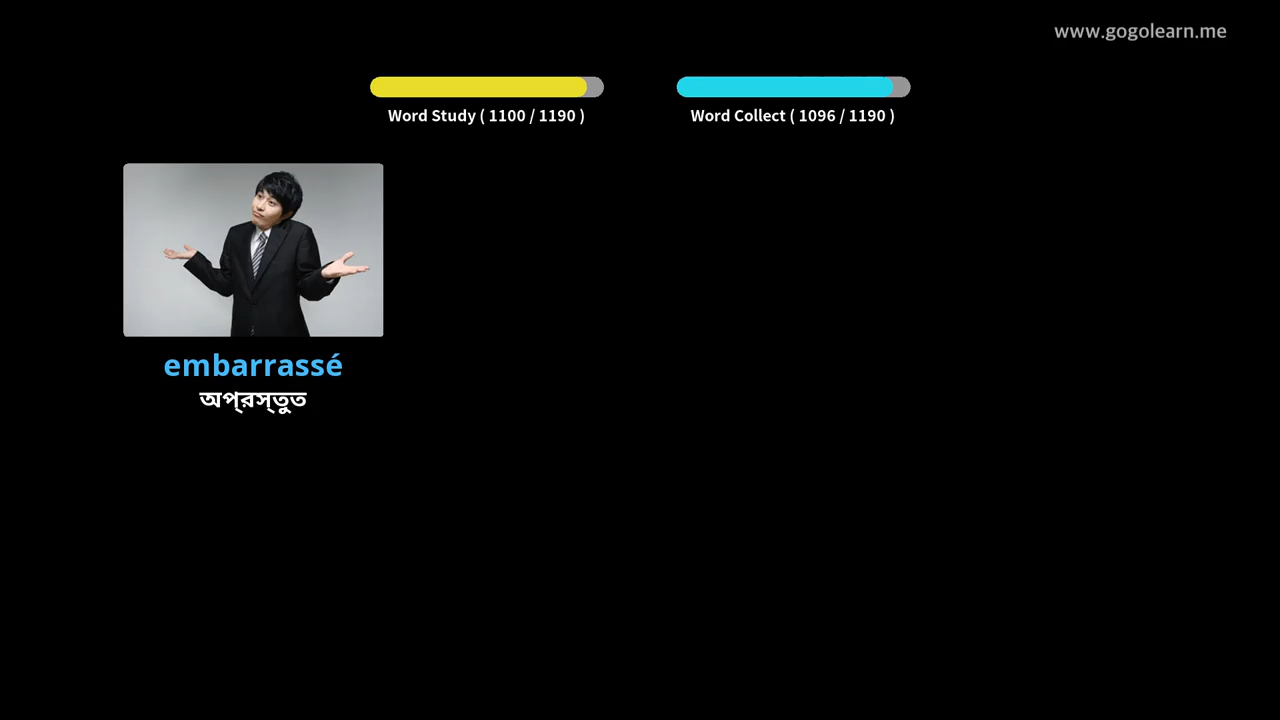 www.gogolearn.me
Word Study ( 1100 / 1190 )
Word Collect ( 1096 / 1190 )
embarrassé
অপ্রস্তুত